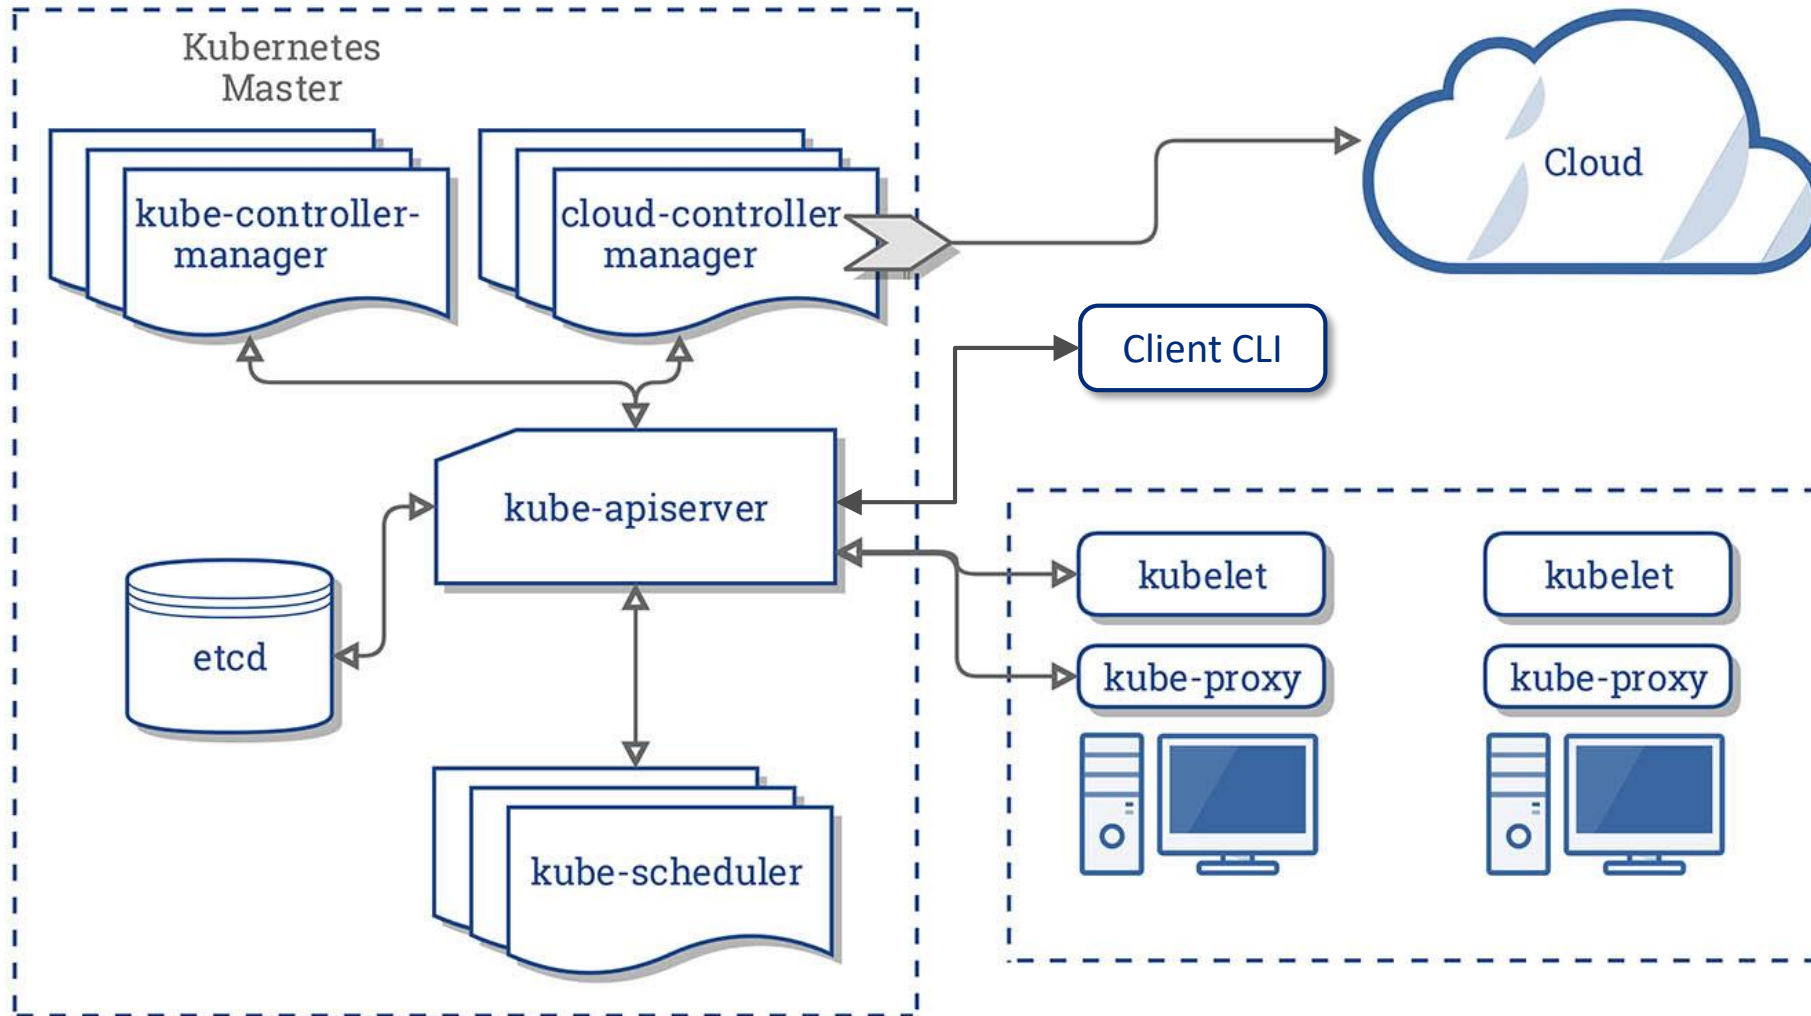 Kubernetes
Master
kube-controller-
manager
cloud-controller
manager
Cloud
Client CLI
kube-apiserver
etcd
kubelet
kubelet
kube-proxy
kube-proxy
kube-scheduler